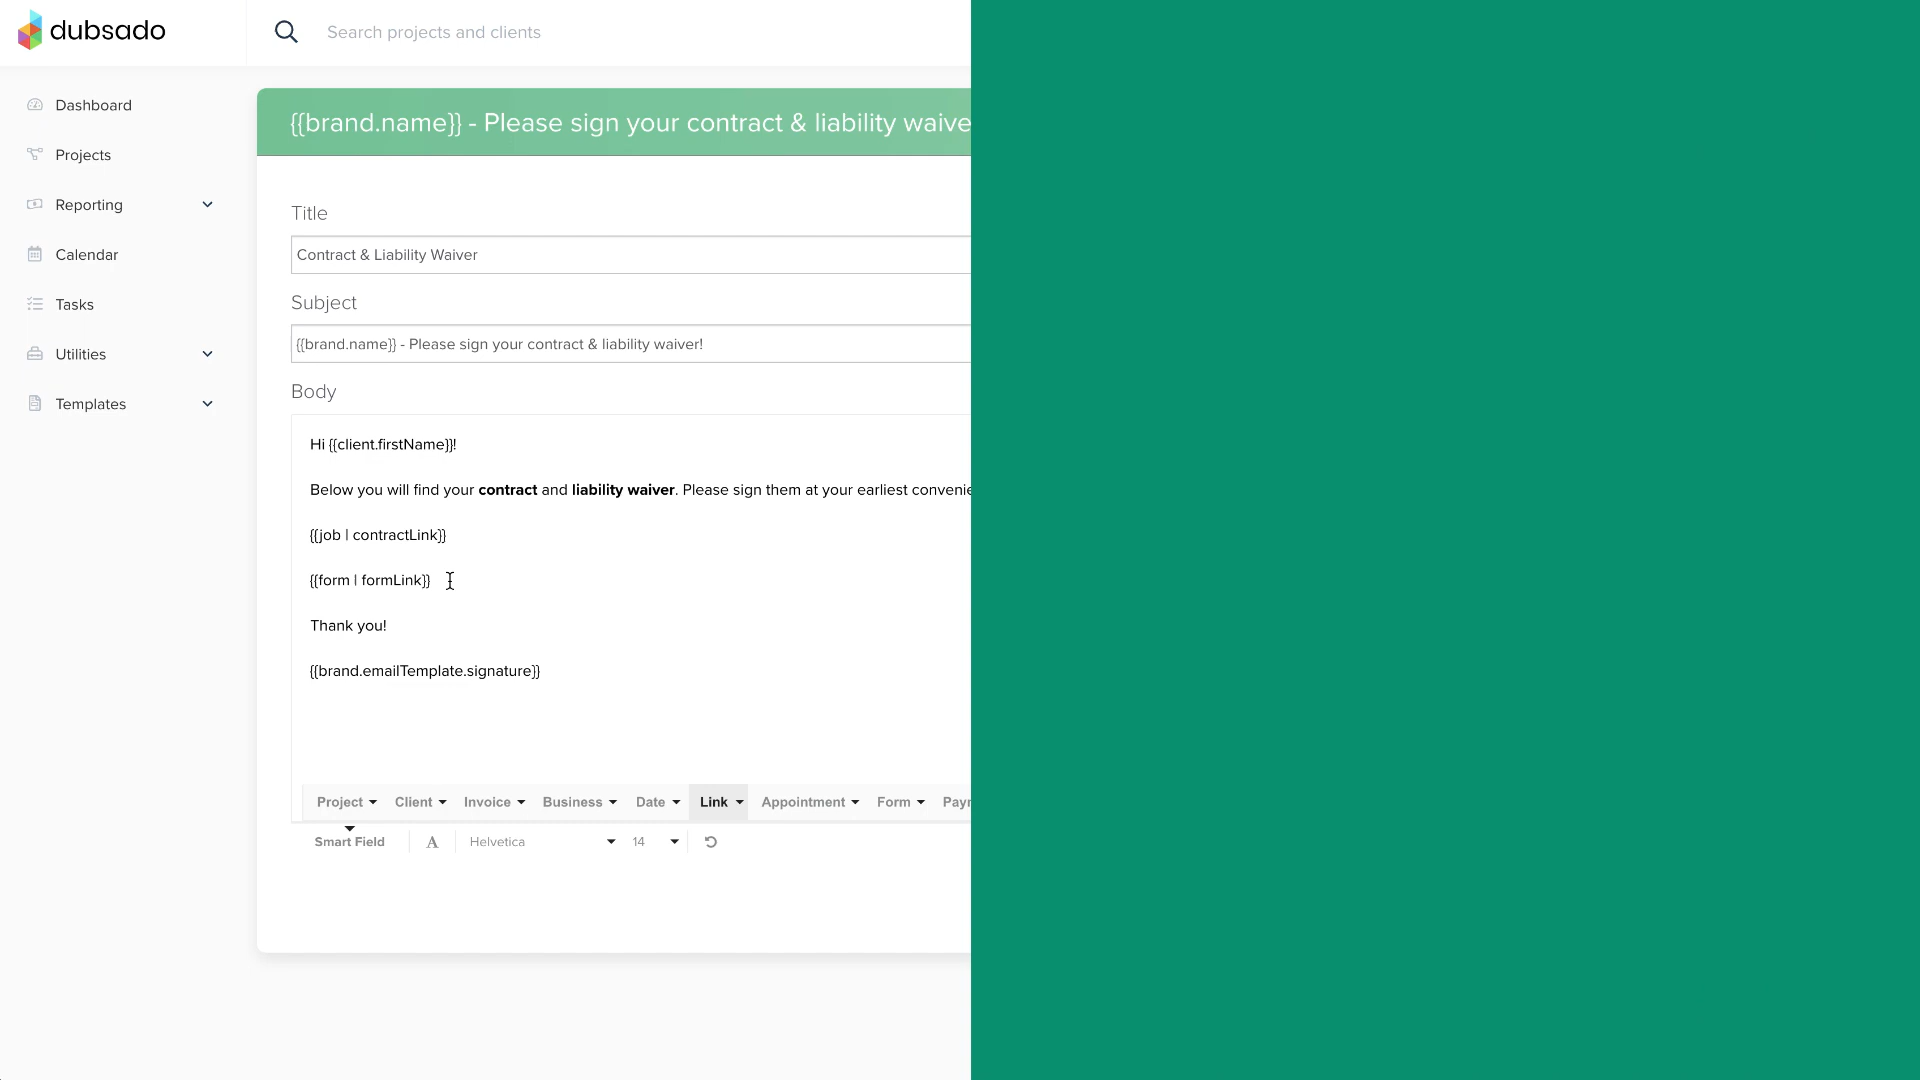 dubsado
Search projects and clients
Dashboard
Projects
Reporting
Calendar
Tasks
Utilities
Templates
{{brand.name}} - Please sign your contract & liability waive
Title
Contract & Liability Waiver
Subject
{{brand.name}} - Please sign your contract & liability waiver!
Body
Hi {{client.firstName}}!
Below you will find your contract and liability waiver. Please sign them at your earliest convenie
{{job | contractLink}}
{{form | formLink}}
Thank you!
{{brand.emailTemplate.signature}}
Project Client Invoice Business Date Link Appointment Form Payr
Smart Field A Helvetica 14